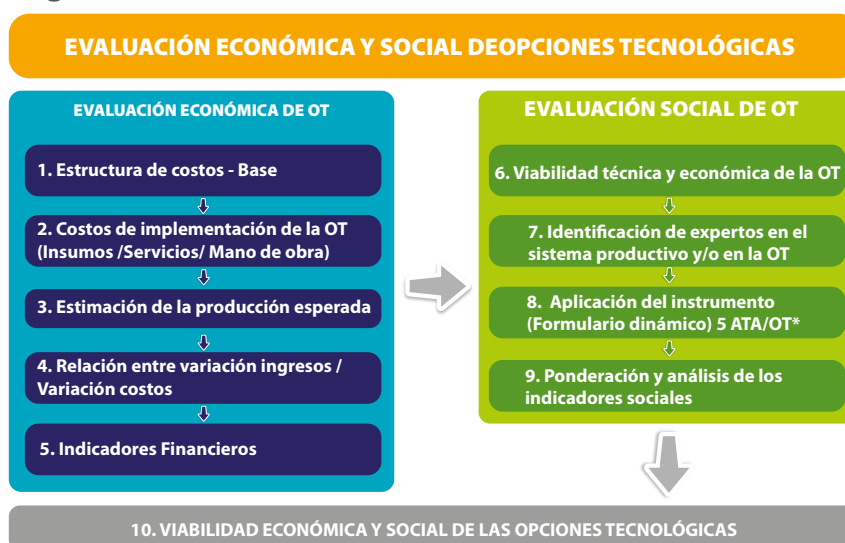 EVALUACIÓN ECONÓMICA Y SOCIAL DEOPCIONES TECNOLÓGICAS
EVALUACIÓN ECONÓMICA DE OT
1. Estructura de costos - Base
2. Costos de implementación de la OT
(Insumos /Servicios/ Mano de obra)
3. Estimación de la producción esperada
4. Relación entre variación ingresos /
Variación costos
5. Indicadores Financieros
EVALUACIÓN SOCIAL DE OT
6. Viabilidad técnica y económica de la OT
7. Identificación de expertos en el
sistema productivo y/o en la OT
8. Aplicación del instrumento
(Formulario dinámico) 5 ATA/OT*
9. Ponderación y análisis de los
indicadores sociales
10. VIABILIDAD ECONÓMICA Y SOCIAL DE LAS OPCIONES TECNOLÓGICAS